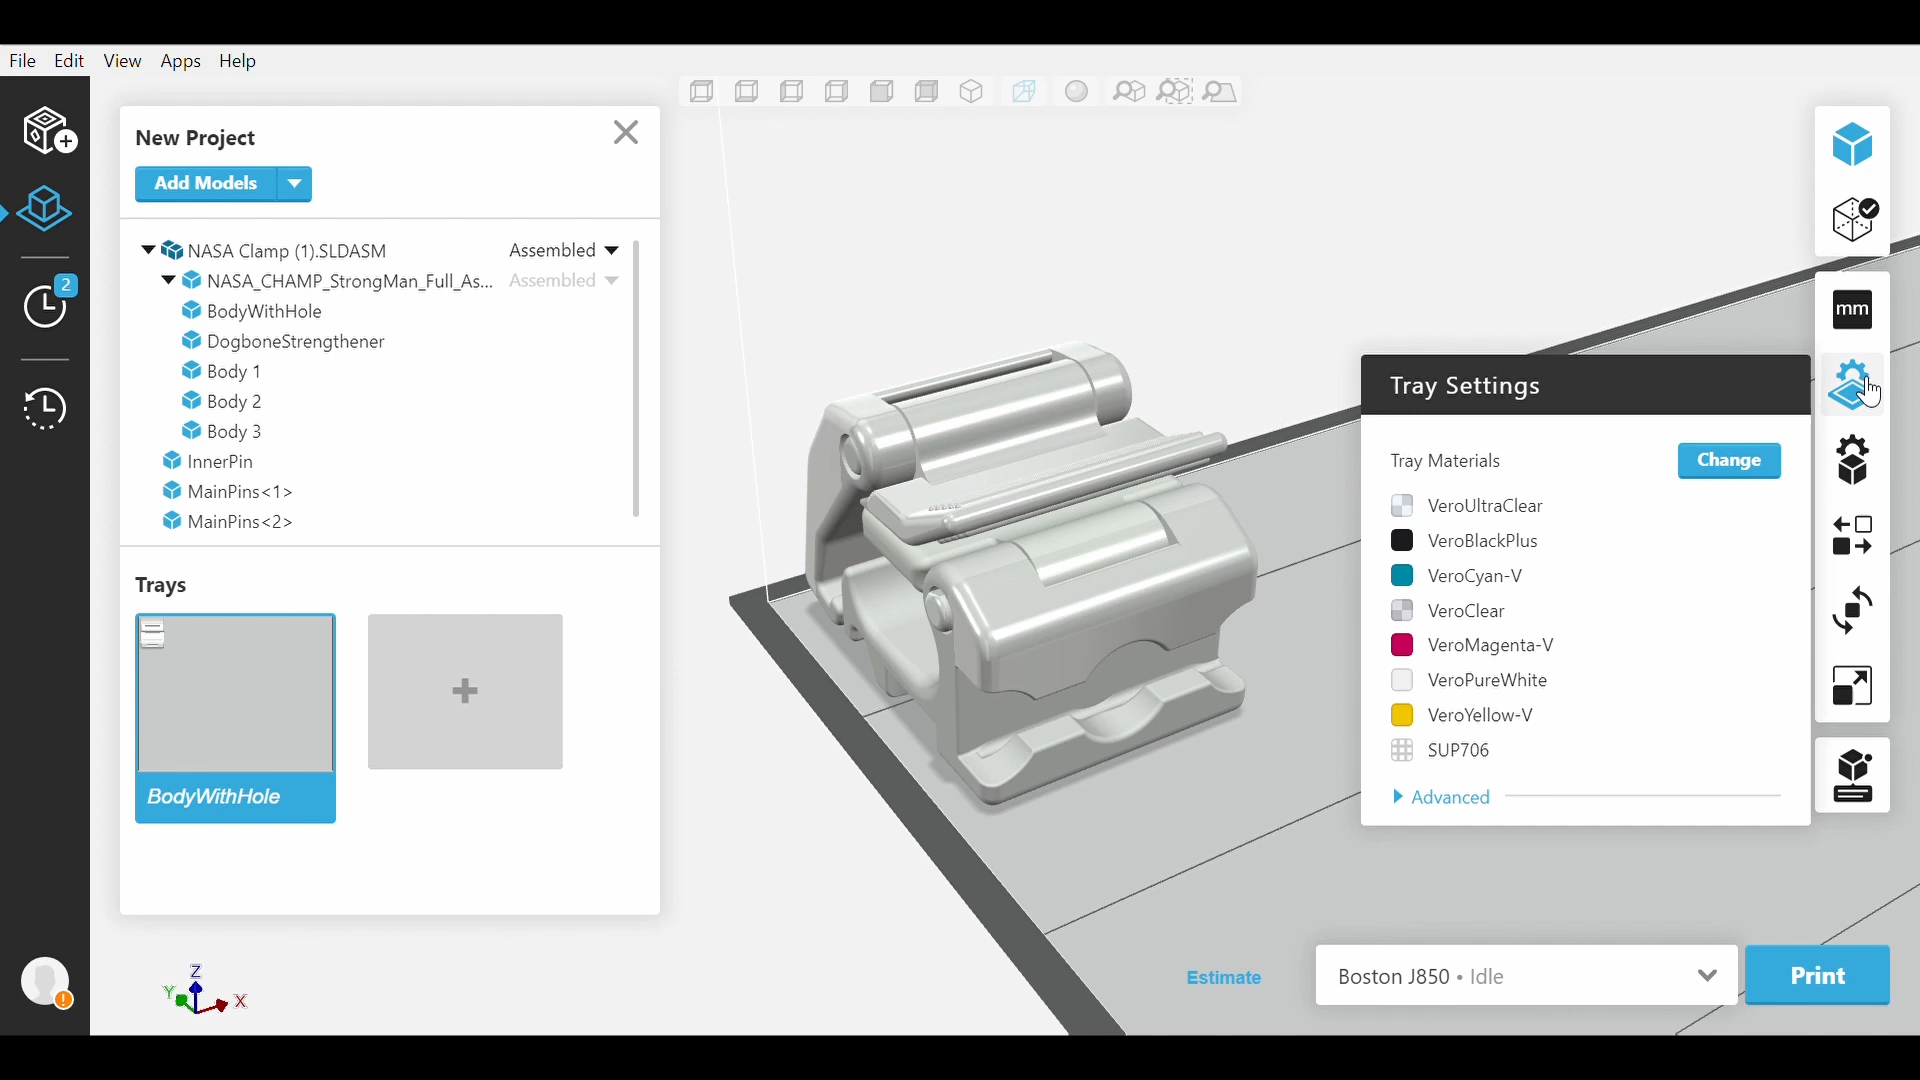 File Edit View Apps Help
New Project
Add Models
NASA Clamp (1).SLDASM Assembled
NASA_CHAMP_StrongMan_Full_As... Assembled
BodyWithHole
DogboneStrengthener
Body 1
Body 2
Body 3
InnerPin
MainPins<1>
MainPins<2>
2
Trays
BodyWithHole
Z
Y
X
mm
Tray Settings
Tray Materials Change
VeroUltraClear
VeroBlackPlus
VeroCyan-V
VeroClear
VeroMagenta-V
VeroPureWhite
VeroYellow-V
SUP706
Advanced
Estimate
Boston J850 • Idle
Print